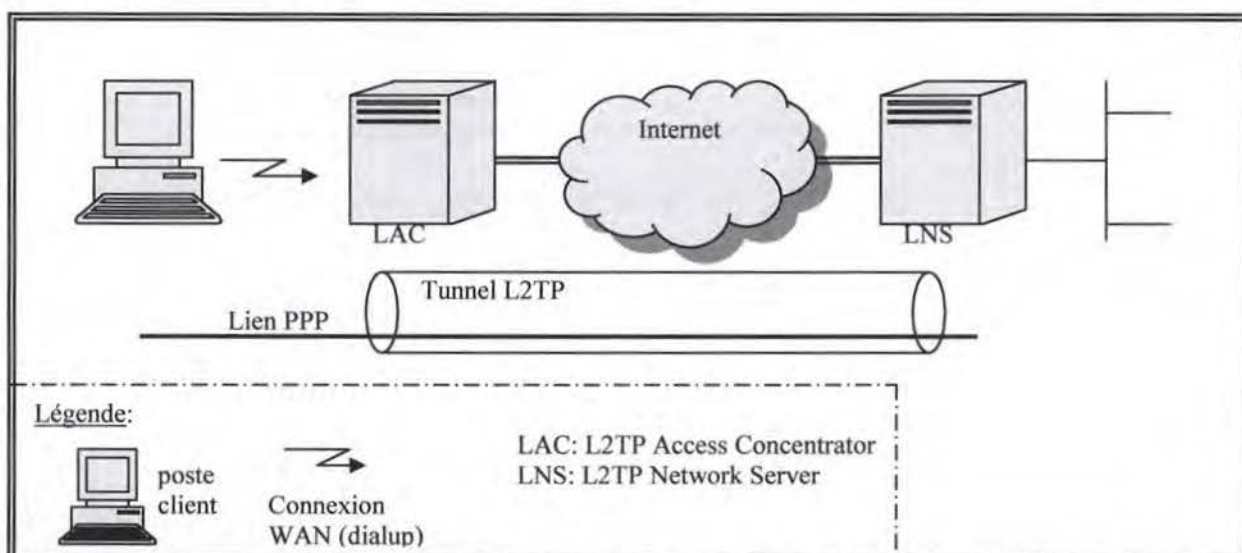 Internet
LAC
LNS
Tunnel L2TP
Lien PPP
Légende:
poste
client
Connexion
WAN (dialup)
LAC: L2TP Access Concentrator
LNS: L2TP Network Server